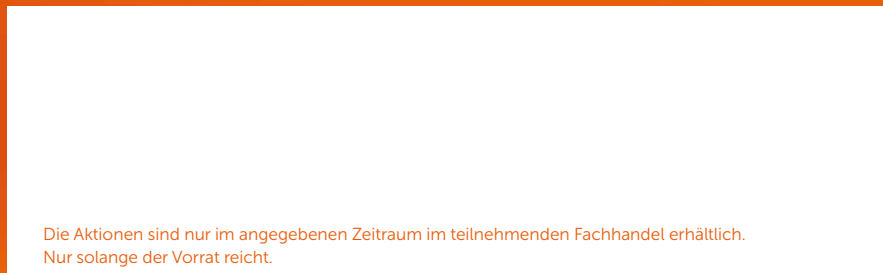 Die Aktionen sind nur im angegebenen Zeitraum im teilnehmenden Fachhandel erhältlich.
Nur solange der Vorrat reicht.